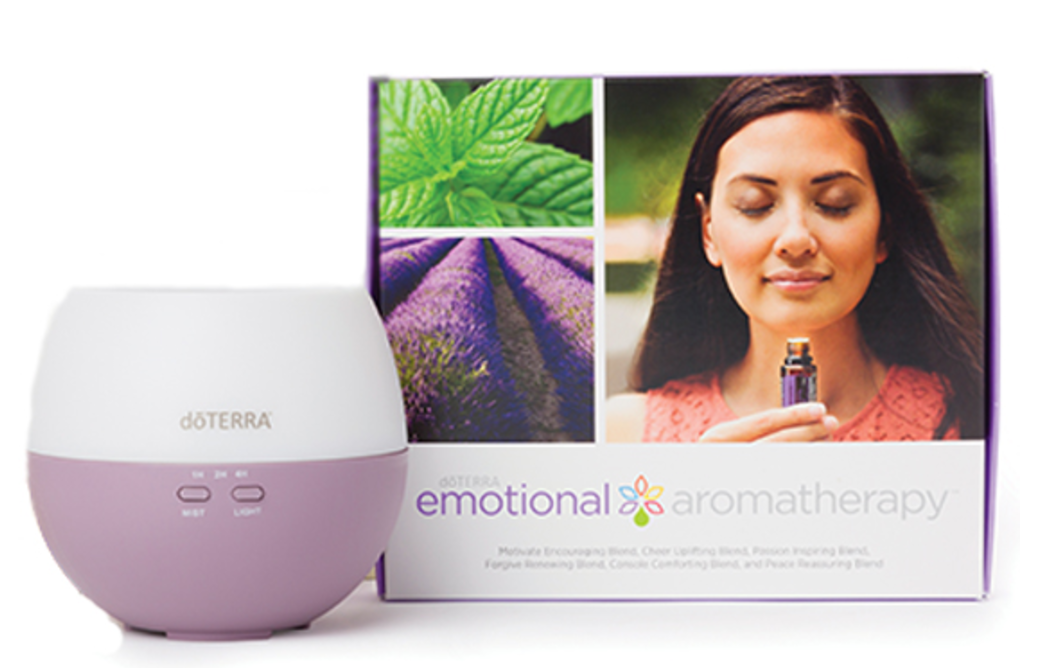 dōTERRA®
1H 2H 4H
MIST LIGHT
dōTERRA
emotional aromatherapy™
Motivate Encouraging Blend, Cheer Uplifting Blend, Passion Inspiring Blend,
Forgive Renewing Blend, Console Comforting Blend, and Peace Reassuring Blend